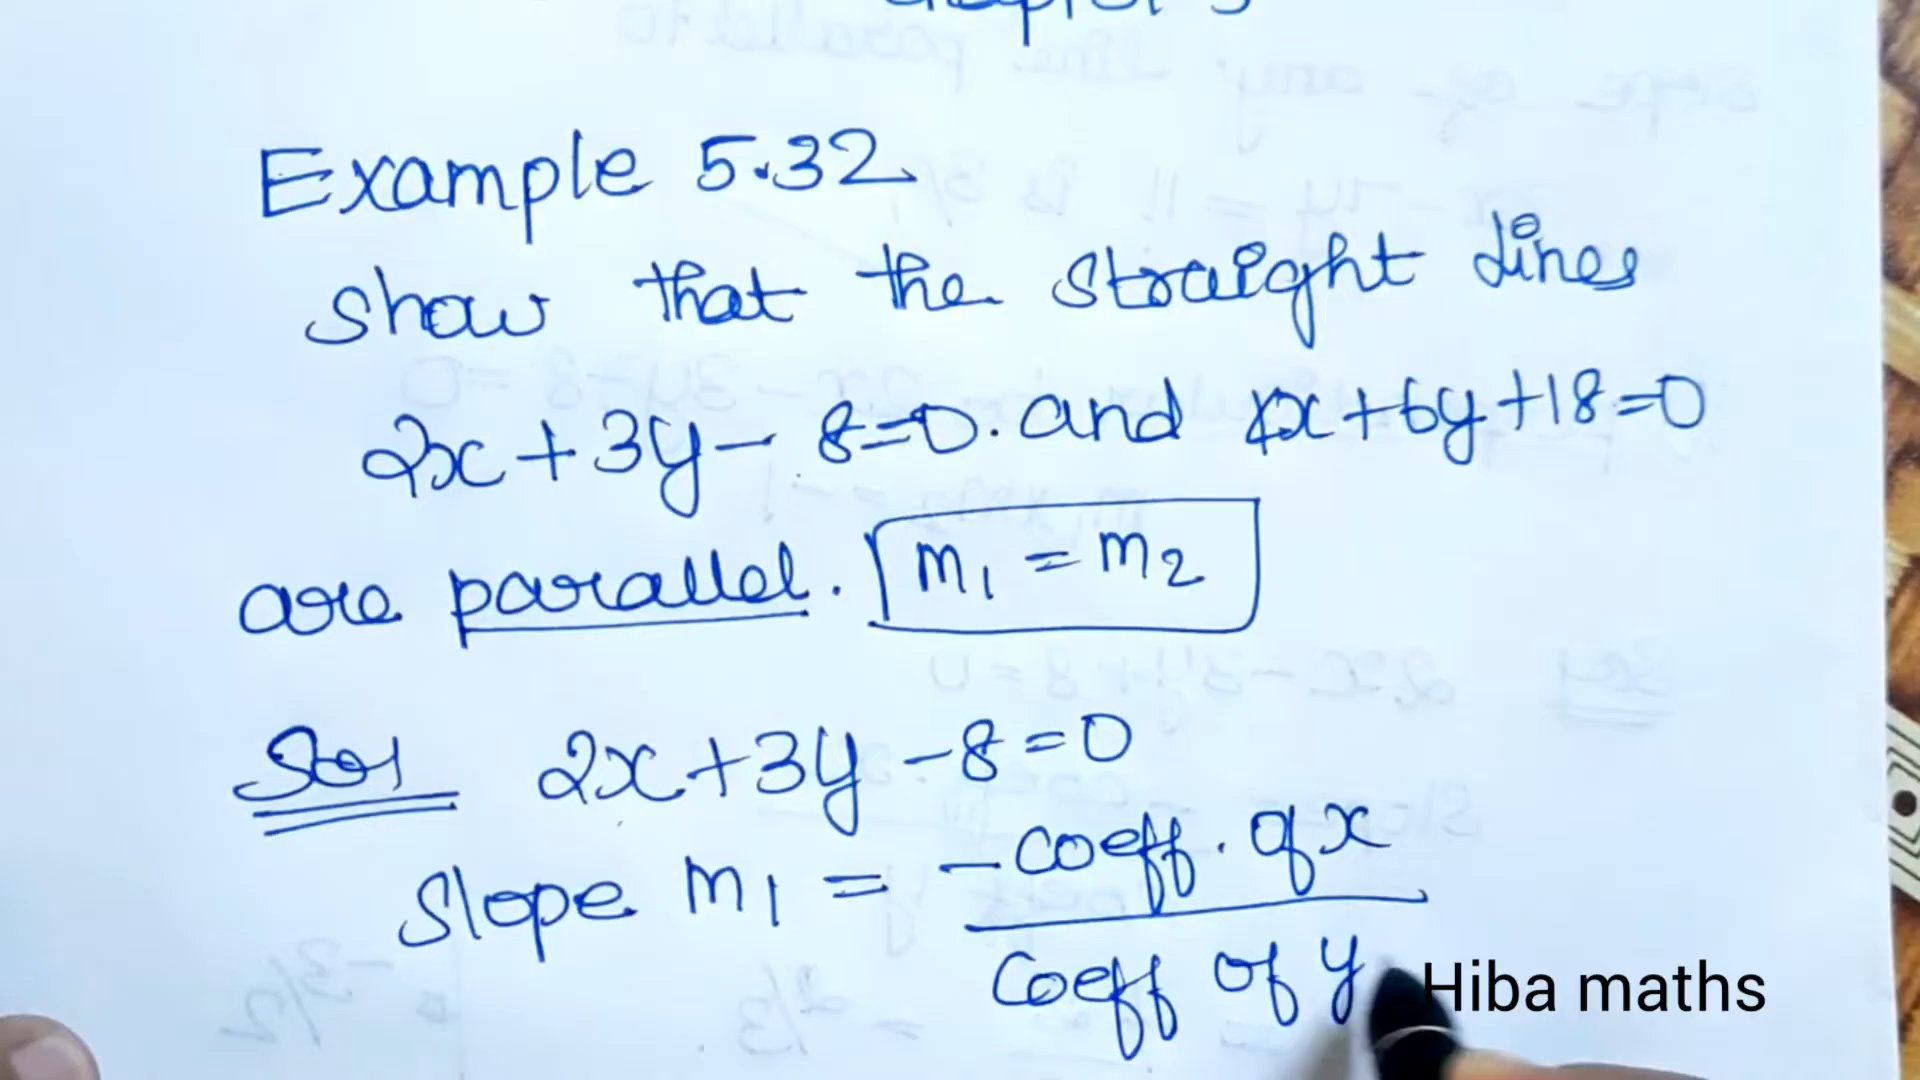 Example 5.32
show that the straight lines
2x + 3y - 8 = 0. and 4x + 6y + 18 = 0
are parallel. m₁ = m₂
Sol 2x + 3y - 8 = 0
Slope m₁ = - coeff. of x
coeff of y
Hiba maths